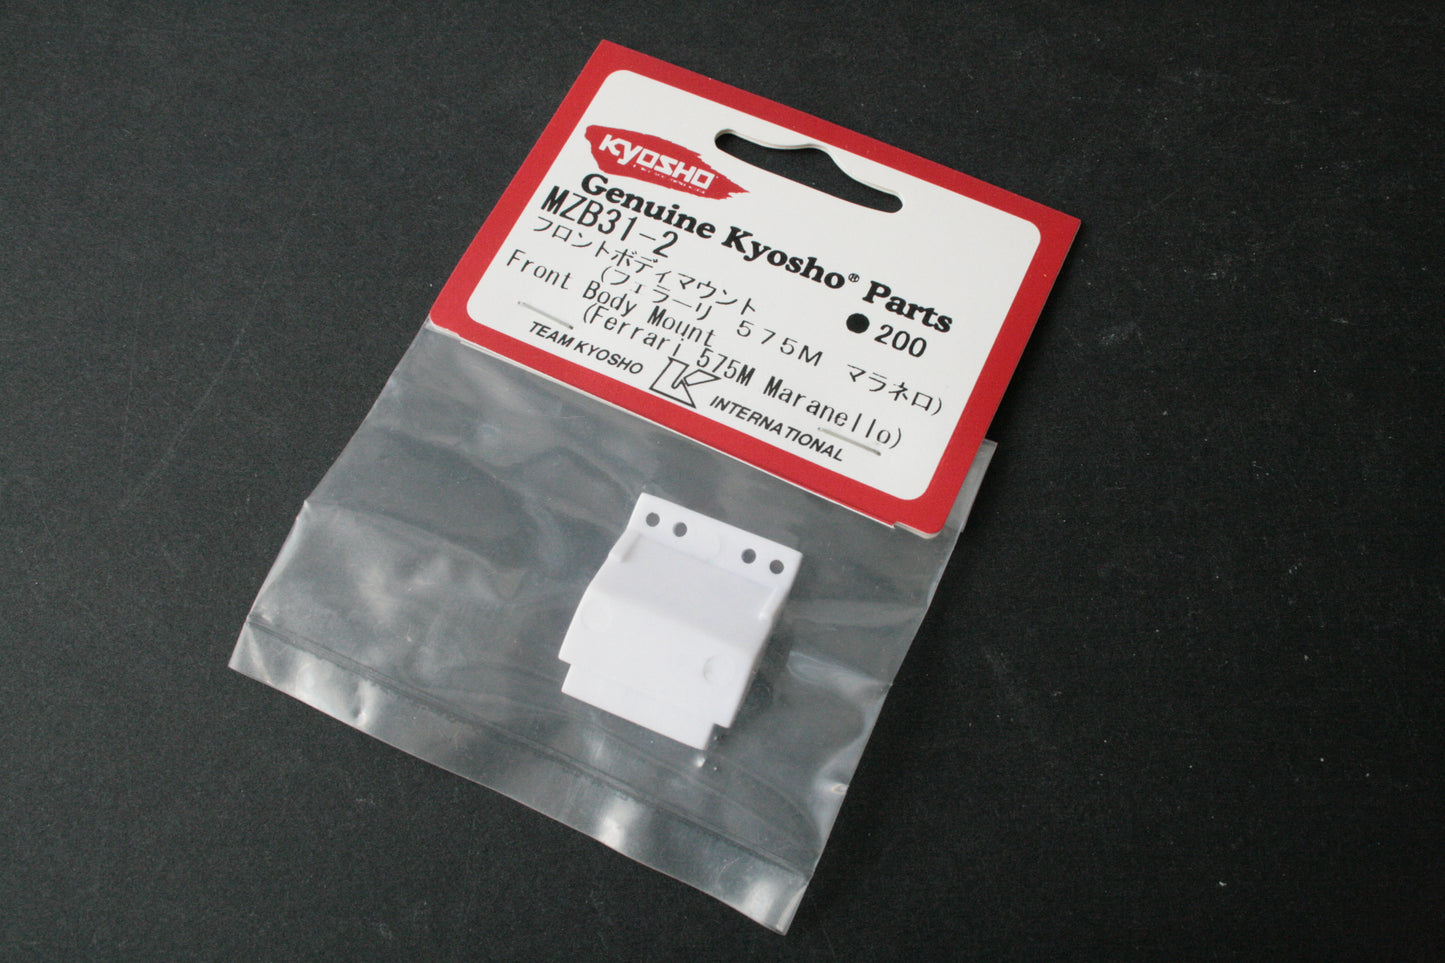 KYOSHO
Genuine Kyosho® Parts
MZB31-2
●200
フロントボディマウント
(フェラーリ 575M マラネロ)
Front Body Mount
(Ferrari 575M Maranello)
TEAM KYOSHO K INTERNATIONAL